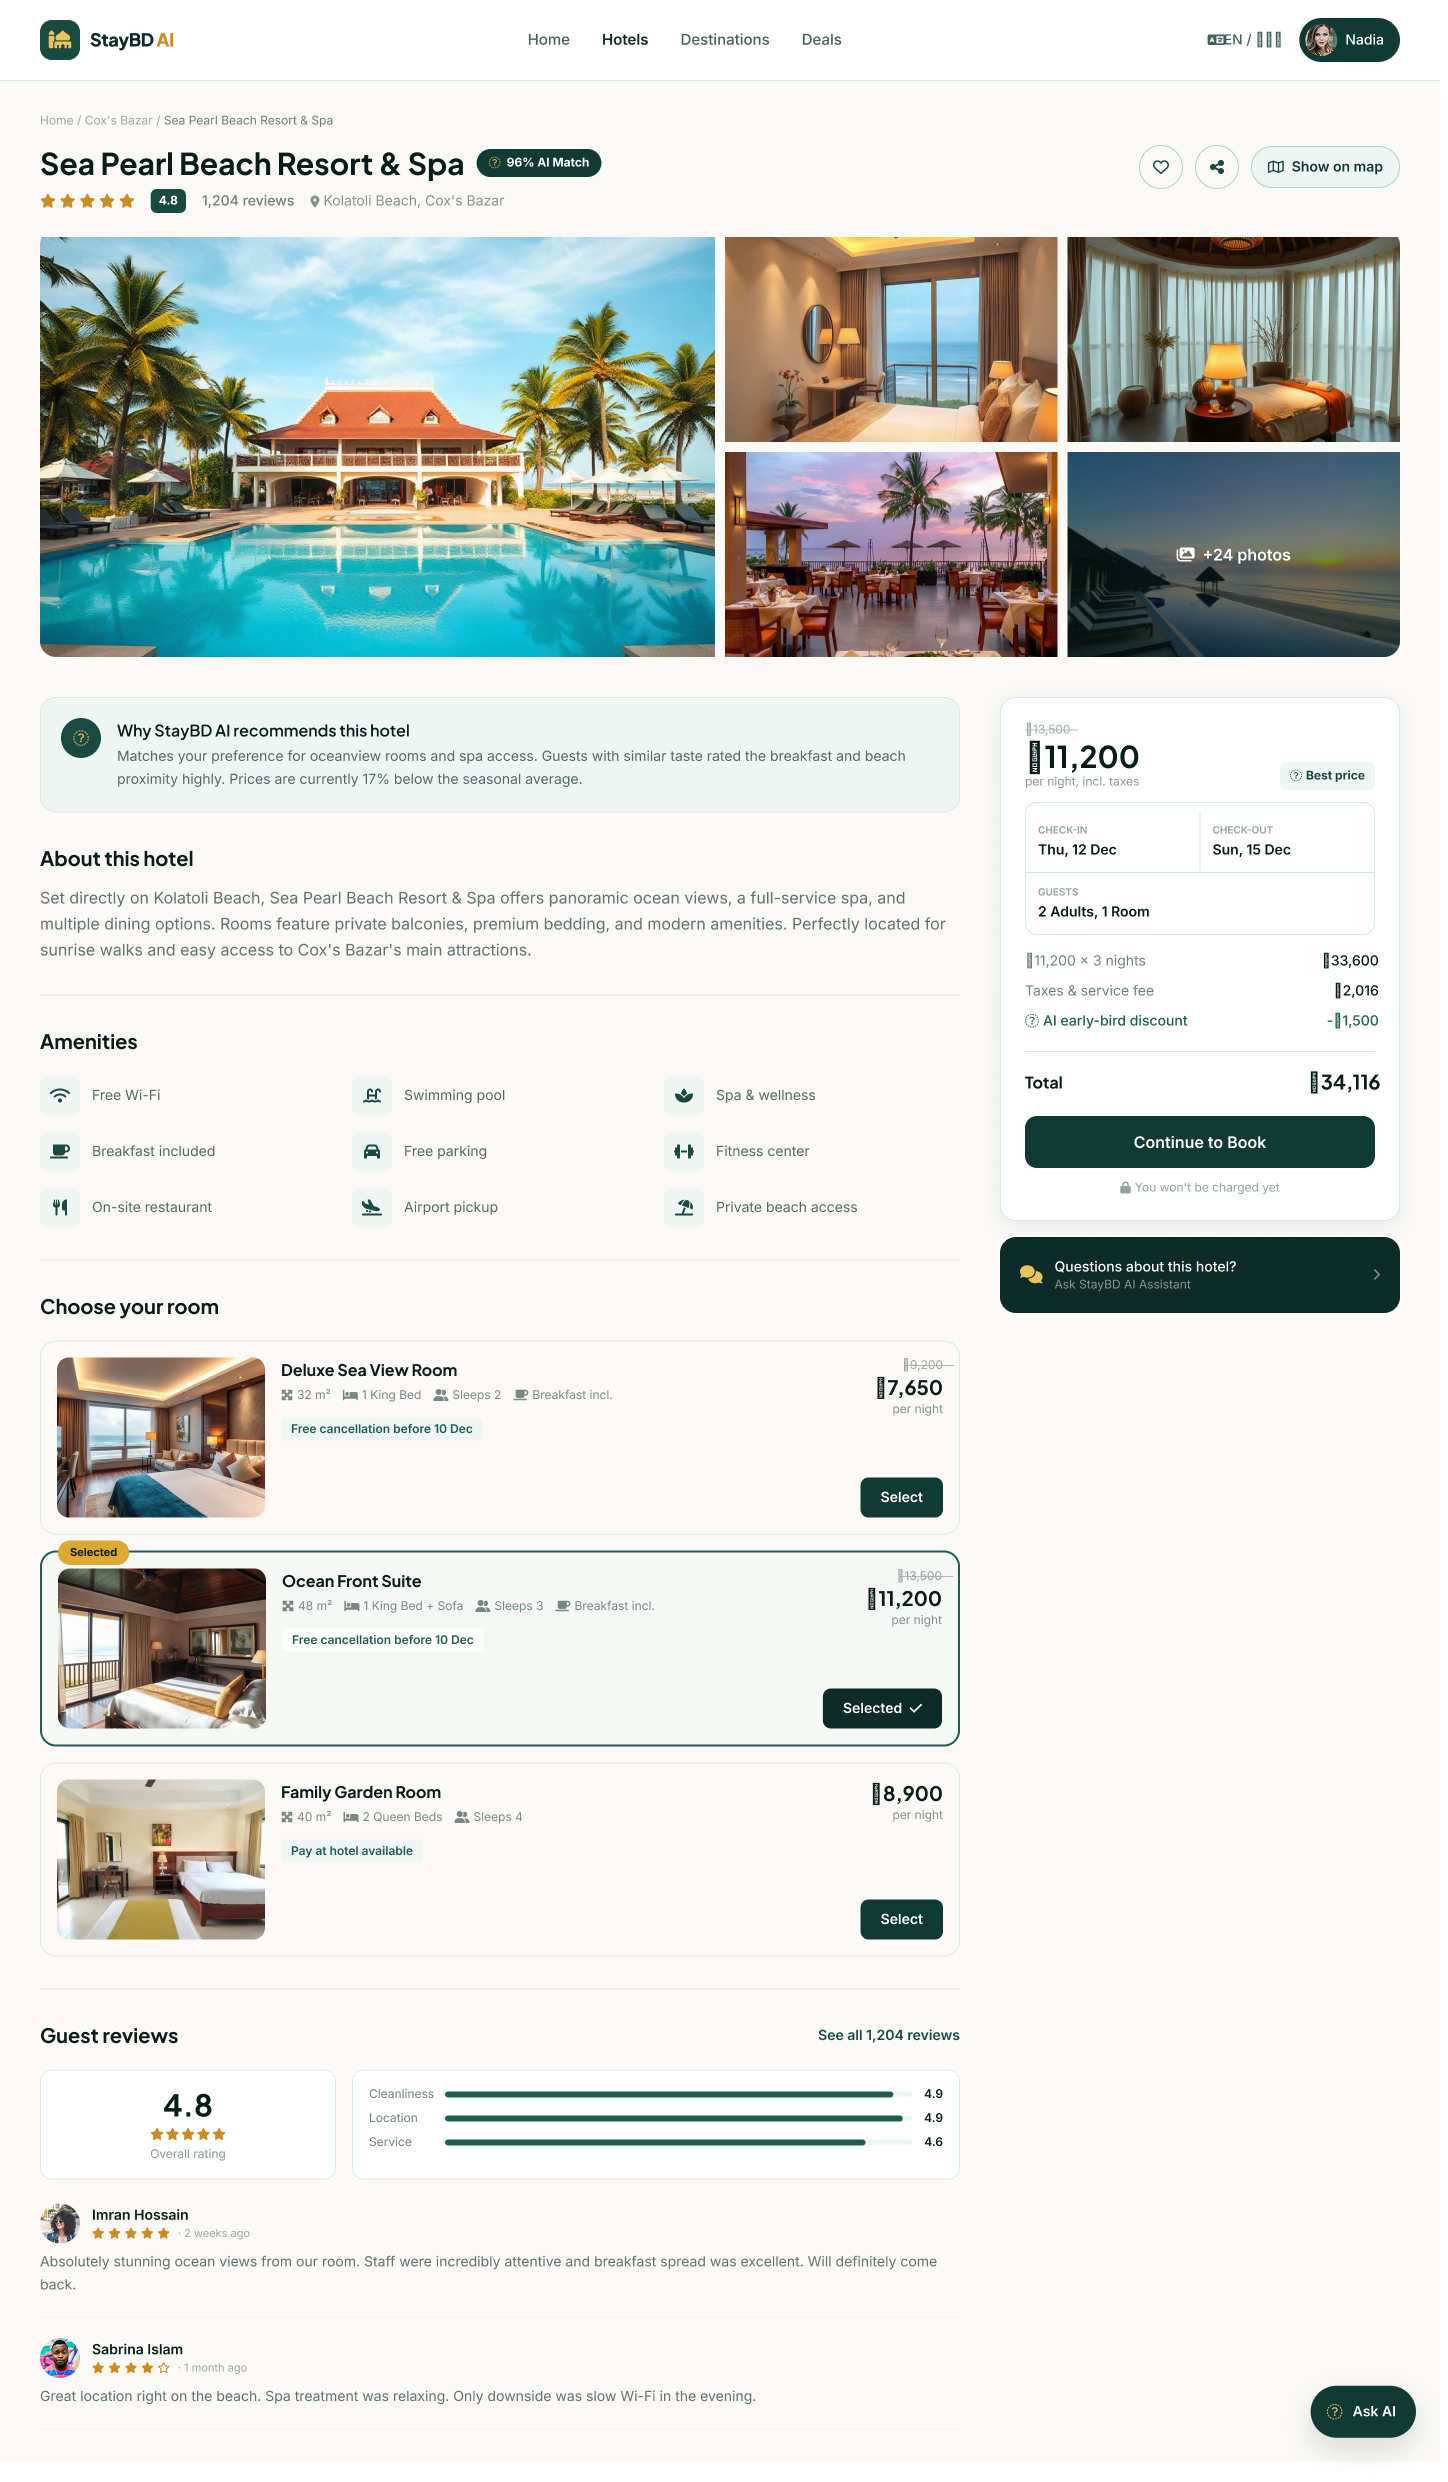 StayBD AI
Home
Hotels
Destinations
Deals
EN /
Nadia
Home / Cox's Bazar / Sea Pearl Beach Resort & Spa
Sea Pearl Beach Resort & Spa
96% AI Match
Show on map
4.8
1,204 reviews
Kolatoli Beach, Cox's Bazar
+24 photos
Why StayBD AI recommends this hotel
Matches your preference for oceanview rooms and spa access. Guests with similar taste rated the breakfast and beach
proximity highly. Prices are currently 17% below the seasonal average.
About this hotel
Set directly on Kolatoli Beach, Sea Pearl Beach Resort & Spa offers panoramic ocean views, a full-service spa, and
multiple dining options. Rooms feature private balconies, premium bedding, and modern amenities. Perfectly located for
sunrise walks and easy access to Cox's Bazar's main attractions.
Amenities
Free Wi-Fi
Swimming pool
Spa & wellness
Breakfast included
Free parking
Fitness center
On-site restaurant
Airport pickup
Private beach access
13,500
11,200
per night, incl. taxes
Best price
CHECK-IN
Thu, 12 Dec
CHECK-OUT
Sun, 15 Dec
GUESTS
2 Adults, 1 Room
11,200 × 3 nights
33,600
Taxes & service fee
2,016
AI early-bird discount
-1,500
Total
34,116
Continue to Book
You won't be charged yet
Questions about this hotel?
Ask StayBD AI Assistant
Choose your room
Deluxe Sea View Room
32 m² 1 King Bed Sleeps 2 Breakfast incl.
Free cancellation before 10 Dec
9,200
7,650
per night
Select
Selected
Ocean Front Suite
48 m² 1 King Bed + Sofa Sleeps 3 Breakfast incl.
Free cancellation before 10 Dec
13,500
11,200
per night
Selected
Family Garden Room
40 m² 2 Queen Beds Sleeps 4
Pay at hotel available
8,900
per night
Select
Guest reviews
See all 1,204 reviews
4.8
Overall rating
Cleanliness 4.9
Location 4.9
Service 4.6
Imran Hossain
· 2 weeks ago
Absolutely stunning ocean views from our room. Staff were incredibly attentive and breakfast spread was excellent. Will definitely come
back.
Sabrina Islam
· 1 month ago
Great location right on the beach. Spa treatment was relaxing. Only downside was slow Wi-Fi in the evening.
Ask AI